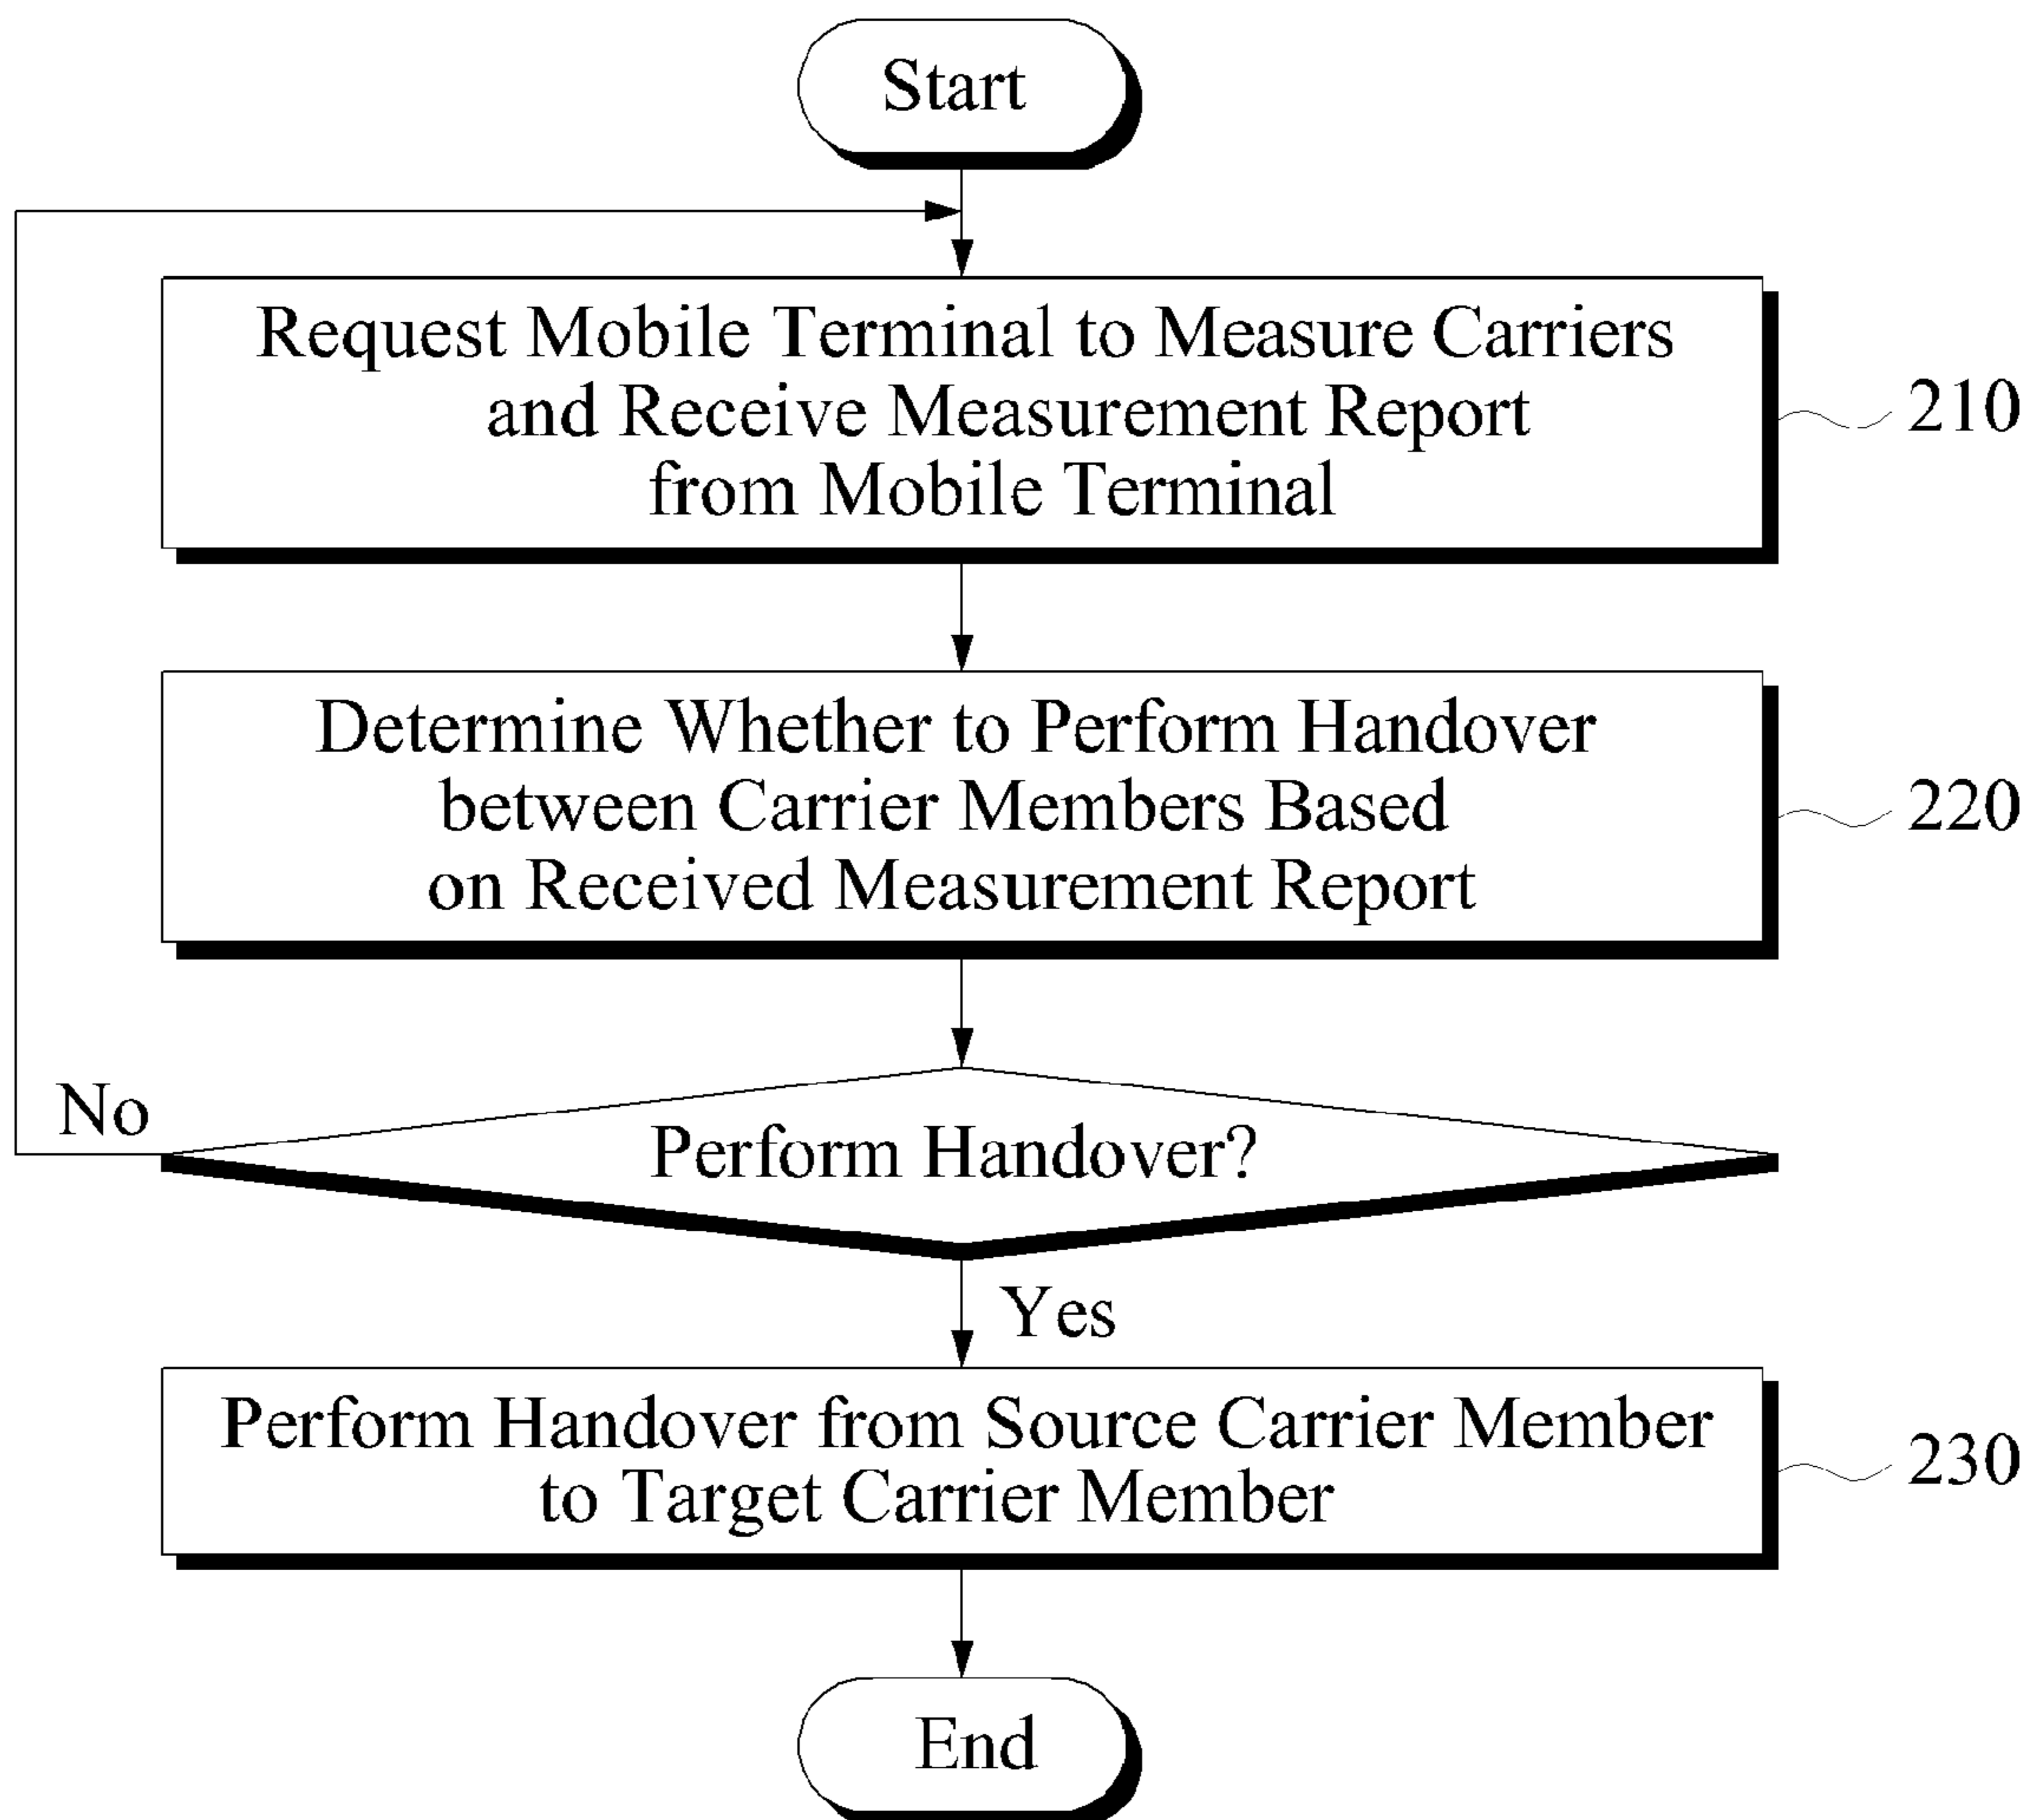 Start
Request Mobile Terminal to Measure Carriers
and Receive Measurement Report
from Mobile Terminal
210
Determine Whether to Perform Handover
between Carrier Members Based
on Received Measurement Report
220
No
Perform Handover?
Yes
Perform Handover from Source Carrier Member
to Target Carrier Member
230
End